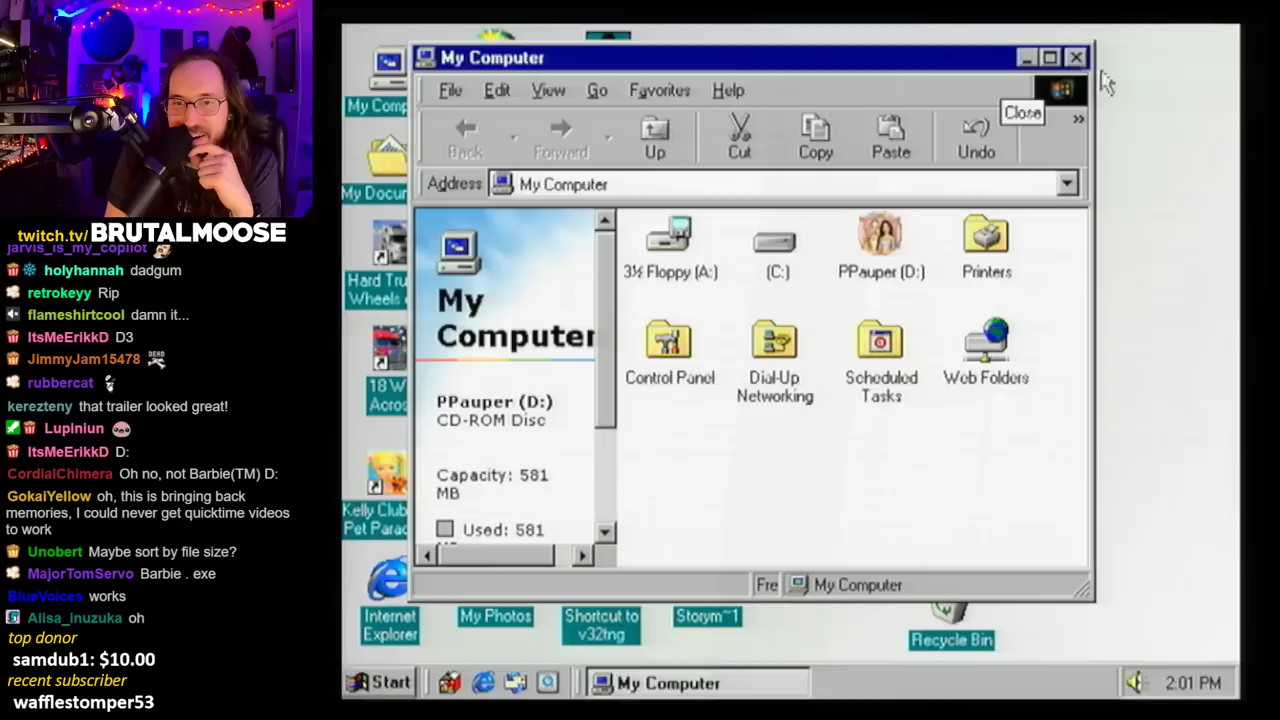 twitch.tv/BRUTALMOOSE
jarvis_is_my_copilot
holyhannah dadgum
retrokeyy Rip
flameshirtcool damn it...
ItsMeErikkD D3
JimmyJam15478
rubbercat
kerezteny that trailer looked great!
Lupiniun
ItsMeErikkD D:
CordialChimera Oh no, not Barbie(TM) D:
GokaiYellow oh, this is bringing back
memories, I could never get quicktime videos
to work
Unobert Maybe sort by file size?
MajorTomServo Barbie . exe
BlueVoices works
Alisa_inuzuka oh
top donor
samdub1: $10.00
recent subscriber
wafflestomper53
My Computer
File Edit View Go Favorites Help
Close
Back Forward Up Cut Copy Paste Undo
Address My Computer
My
Computer
PPauper (D:)
CD-ROM Disc
Capacity: 581
MB
Used: 581
3½ Floppy (A:) (C:) PPauper (D:) Printers
Control Panel Dial-Up Networking Scheduled Tasks Web Folders
Fre My Computer
My Comp
My Docum
Hard Tru
Wheels o
18 W
Acros
Kelly Club
Pet Parad
Internet
Explorer
My Photos
Shortcut to
v32tng
Storym~1
Recycle Bin
Start My Computer 2:01 PM